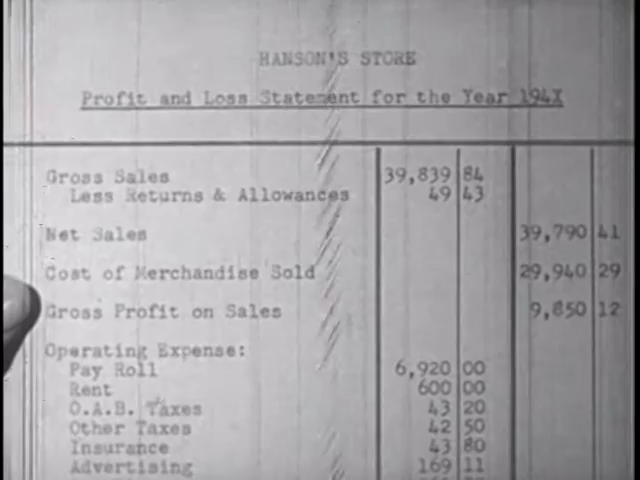 HANSON'S STORE
Profit and Loss Statement for the Year 194X
Gross Sales 39,839 84
Less Returns & Allowances 49 43
Net Sales 39,790 41
Cost of Merchandise Sold 29,940 29
Gross Profit on Sales 9,850 12
Operating Expense:
Pay Roll 6,920 00
Rent 600 00
O.A.B. Taxes 43 20
Other Taxes 42 50
Insurance 43 80
Advertising 169 11